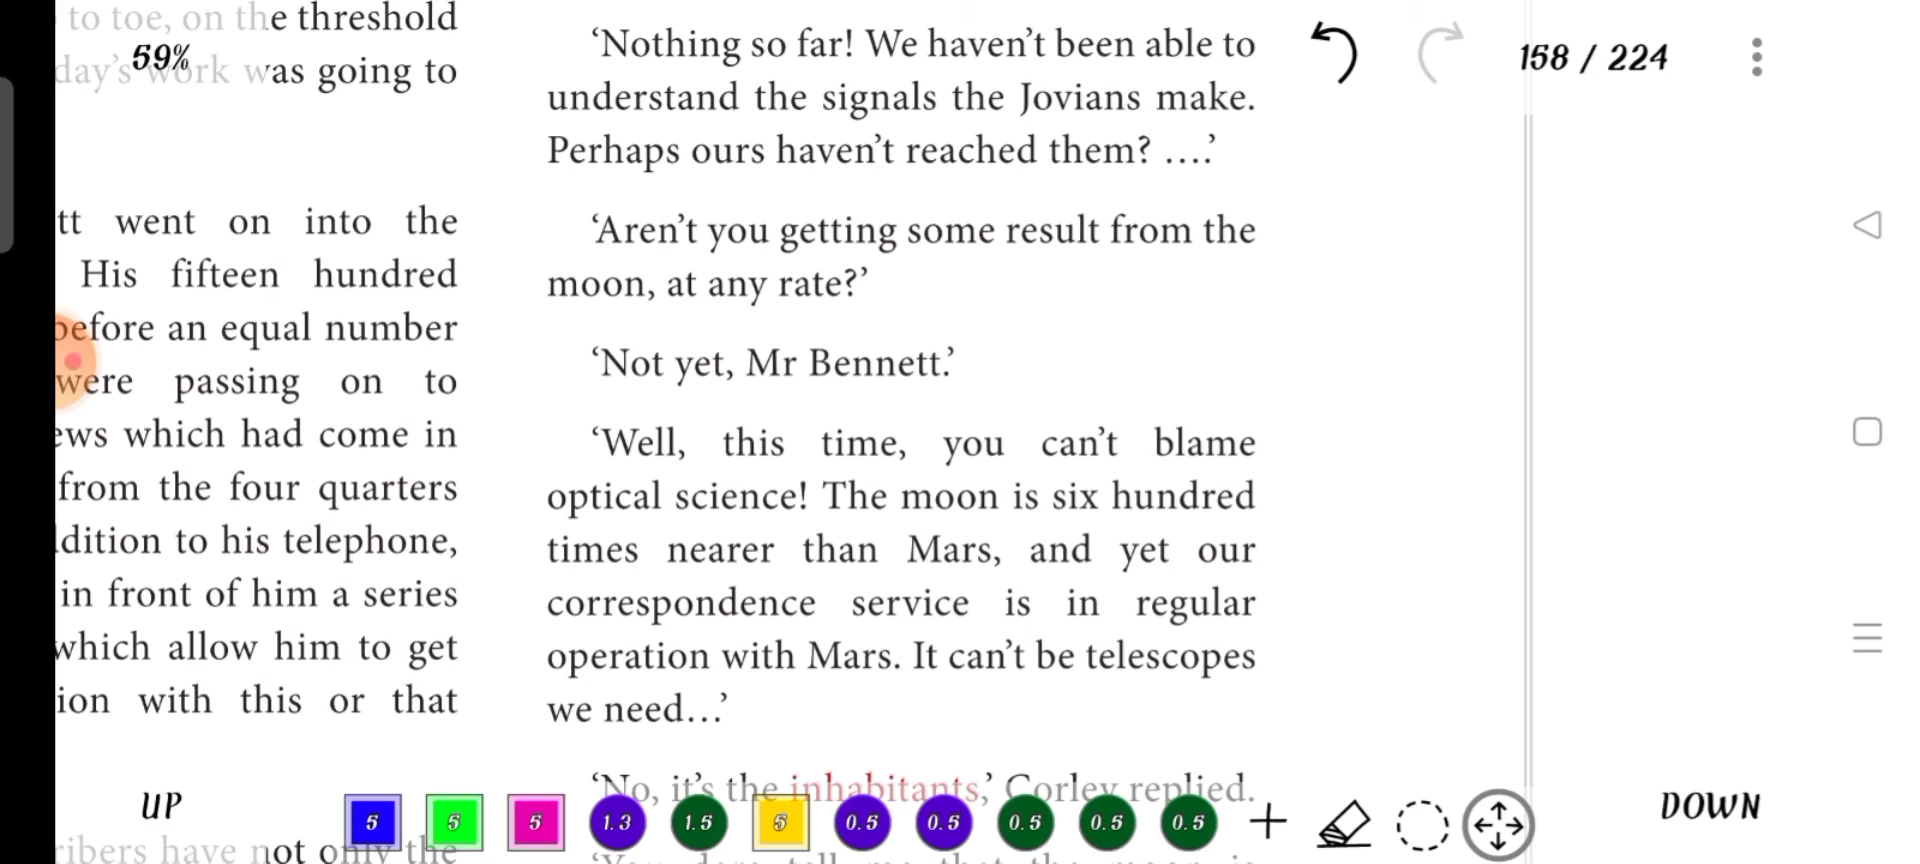 to toe, on the threshold
59%
day's work was going to
tt went on into the
His fifteen hundred
before an equal number
were passing on to
ews which had come in
from the four quarters
dition to his telephone,
in front of him a series
which allow him to get
ion with this or that
ribers have not only the
‘Nothing so far! We haven’t been able to
understand the signals the Jovians make.
Perhaps ours haven’t reached them? ….’
‘Aren’t you getting some result from the
moon, at any rate?’
‘Not yet, Mr Bennett.’
‘Well, this time, you can’t blame
optical science! The moon is six hundred
times nearer than Mars, and yet our
correspondence service is in regular
operation with Mars. It can’t be telescopes
we need…’
‘No, it’s the inhabitants,’ Corley replied.
158 / 224
UP
5 5 5 1.3 1.5 5 0.5 0.5 0.5 0.5 0.5
DOWN